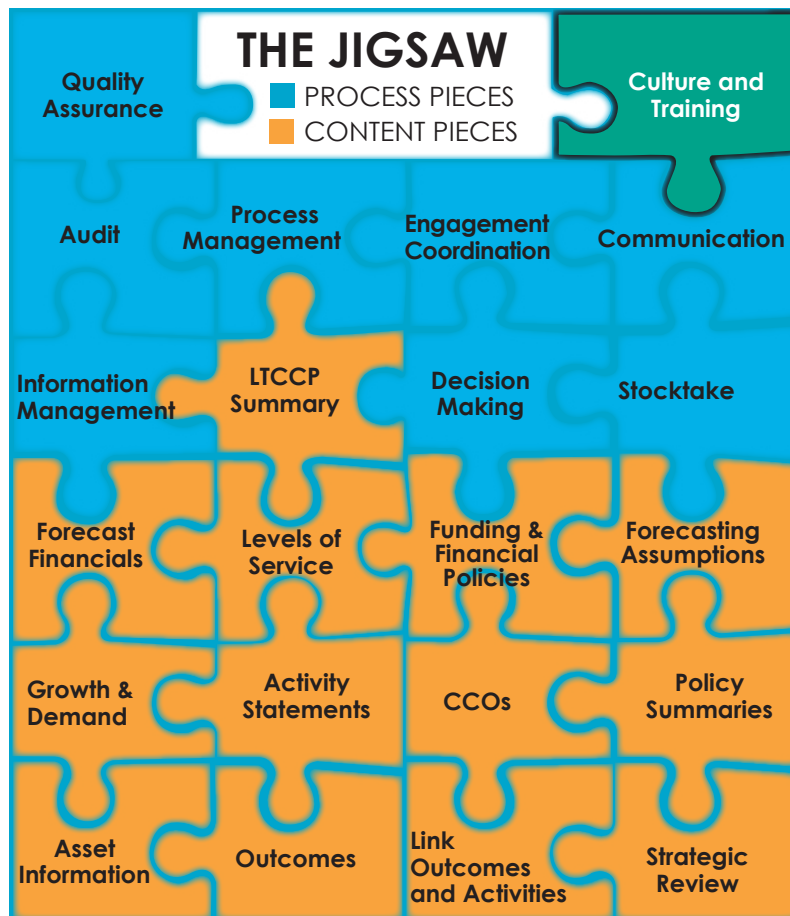 THE JIGSAW
PROCESS PIECES
CONTENT PIECES
Quality
Assurance
Culture and
Training
Audit
Process
Management
Engagement
Coordination
Communication
Information
Management
LTCCP
Summary
Decision
Making
Stocktake
Forecast
Financials
Levels of
Service
Funding &
Financial
Policies
Forecasting
Assumptions
Growth &
Demand
Activity
Statements
CCOs
Policy
Summaries
Asset
Information
Outcomes
Link
Outcomes
and Activities
Strategic
Review